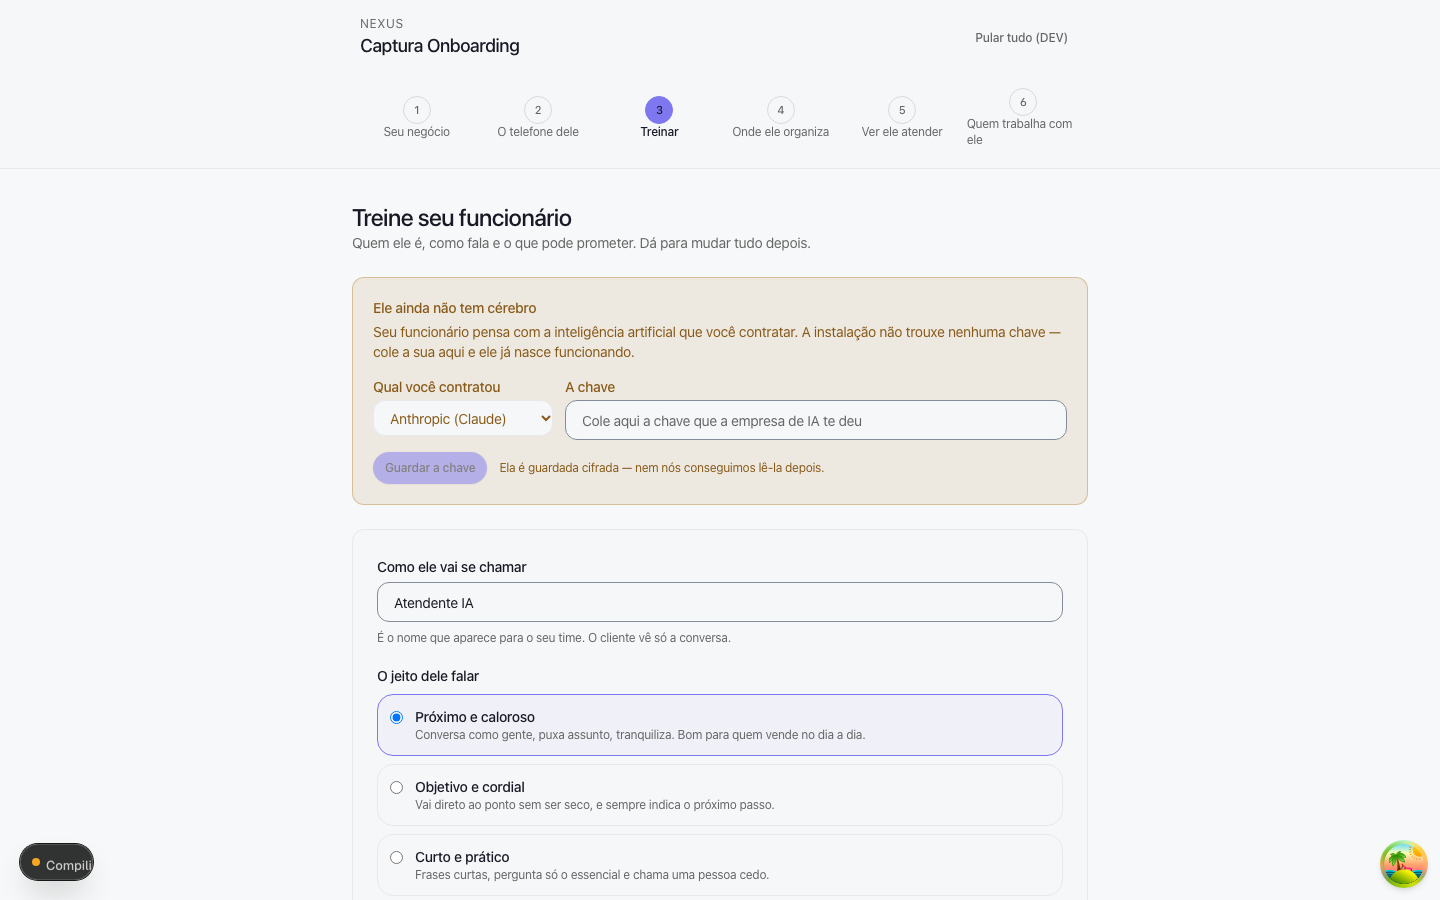 NEXUS
Captura Onboarding
Pular tudo (DEV)
1
Seu negócio
2
O telefone dele
3
Treinar
4
Onde ele organiza
5
Ver ele atender
6
Quem trabalha com
ele
Treine seu funcionário
Quem ele é, como fala e o que pode prometer. Dá para mudar tudo depois.
Ele ainda não tem cérebro
Seu funcionário pensa com a inteligência artificial que você contratar. A instalação não trouxe nenhuma chave —
cole a sua aqui e ele já nasce funcionando.
Qual você contratou
A chave
Anthropic (Claude)
Cole aqui a chave que a empresa de IA te deu
Guardar a chave
Ela é guardada cifrada — nem nós conseguimos lê-la depois.
Como ele vai se chamar
Atendente IA
É o nome que aparece para o seu time. O cliente vê só a conversa.
O jeito dele falar
Próximo e caloroso
Conversa como gente, puxa assunto, tranquiliza. Bom para quem vende no dia a dia.
Objetivo e cordial
Vai direto ao ponto sem ser seco, e sempre indica o próximo passo.
Curto e prático
Frases curtas, pergunta só o essencial e chama uma pessoa cedo.
Compili